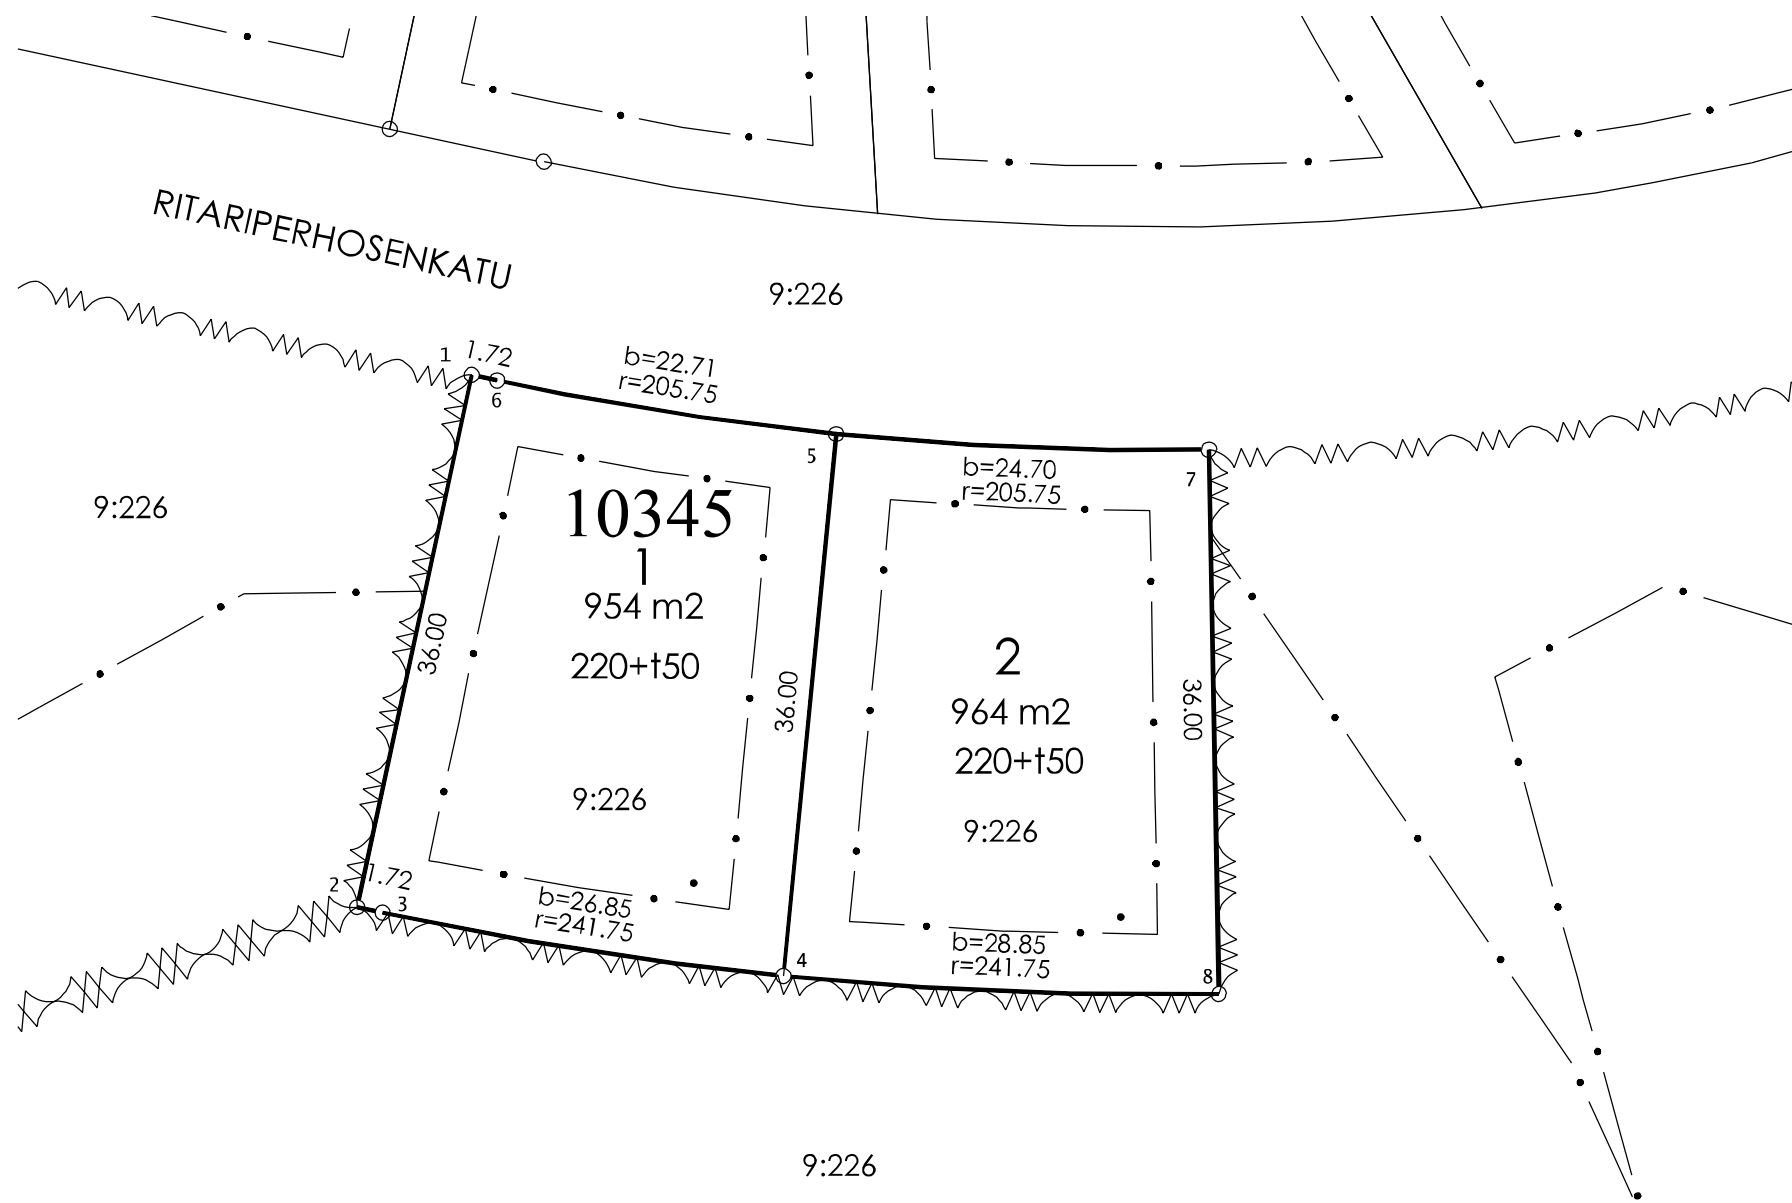 RITARIPERHOSENKATU
9:226
1
1.72
6
b=22.71
r=205.75
5
b=24.70
r=205.75
7
9:226
10345
1
954 m2
220+t50
36.00
9:226
36.00
2
964 m2
220+t50
36.00
9:226
2
1.72
3
b=26.85
r=241.75
4
b=28.85
r=241.75
8
9:226